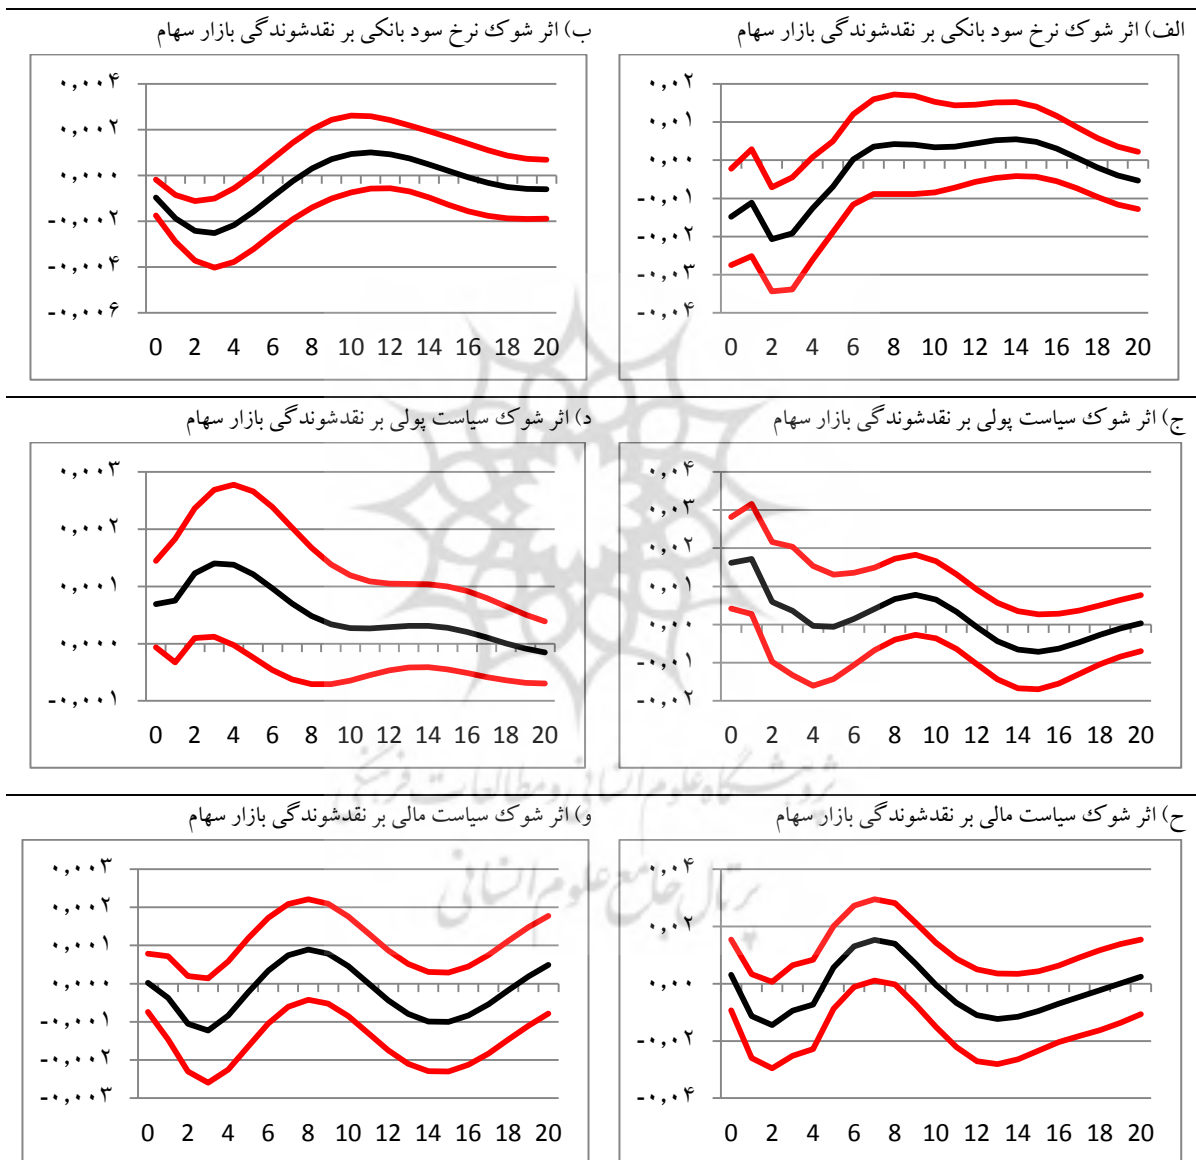 الف) اثر شوک نرخ سود بانکی بر نقدشوندگی بازار سهام
۰,۰۲
۰,۰۱
۰,۰۰
-۰,۰۱
-۰,۰۲
-۰,۰۳
-۰,۰۴
0 2 4 6 8 10 12 14 16 18 20
ب) اثر شوک نرخ سود بانکی بر نقدشوندگی بازار سهام
۰,۰۰۴
۰,۰۰۲
۰,۰۰۰
-۰,۰۰۲
-۰,۰۰۴
-۰,۰۰۶
0 2 4 6 8 10 12 14 16 18 20
ج) اثر شوک سیاست پولی بر نقدشوندگی بازار سهام
۰,۰۴
۰,۰۳
۰,۰۲
۰,۰۱
۰,۰۰
-۰,۰۱
-۰,۰۲
0 2 4 6 8 10 12 14 16 18 20
د) اثر شوک سیاست پولی بر نقدشوندگی بازار سهام
۰,۰۰۳
۰,۰۰۲
۰,۰۰۱
۰,۰۰۰
-۰,۰۰۱
0 2 4 6 8 10 12 14 16 18 20
پژوهشگاه علوم انسانی و مطالعات فرهنگی
پرتال جامع علوم انسانی
ح) اثر شوک سیاست مالی بر نقدشوندگی بازار سهام
۰,۰۴
۰,۰۲
۰,۰۰
-۰,۰۲
-۰,۰۴
0 2 4 6 8 10 12 14 16 18 20
و) اثر شوک سیاست مالی بر نقدشوندگی بازار سهام
۰,۰۰۳
۰,۰۰۲
۰,۰۰۱
۰,۰۰۰
-۰,۰۰۱
-۰,۰۰۲
-۰,۰۰۳
0 2 4 6 8 10 12 14 16 18 20